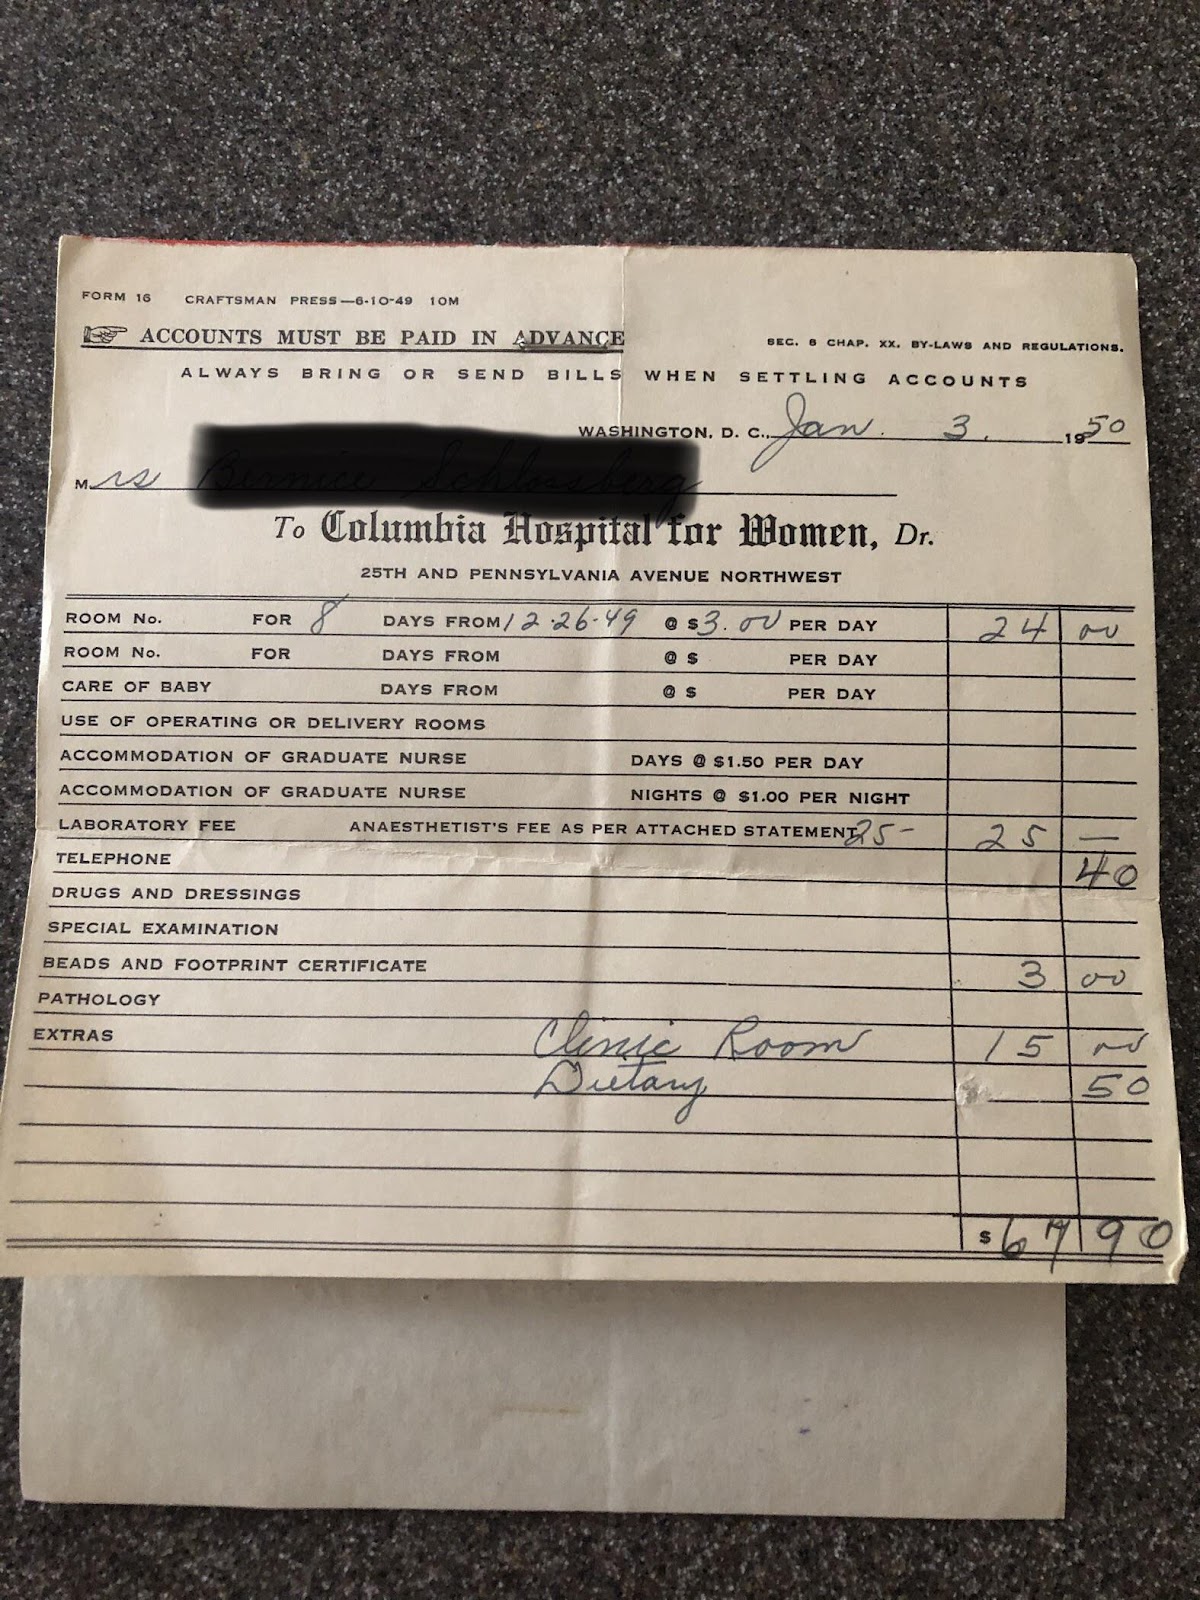 FORM 16 CRAFTSMAN PRESS—6-10-49 10M
ACCOUNTS MUST BE PAID IN ADVANCE
SEC. 6 CHAP. XX. BY-LAWS AND REGULATIONS.
ALWAYS BRING OR SEND BILLS WHEN SETTLING ACCOUNTS
WASHINGTON, D. C., Jan. 3. 1950
Mrs
To Columbia Hospital for Women, Dr.
25TH AND PENNSYLVANIA AVENUE NORTHWEST
ROOM No. FOR 8 DAYS FROM 12-26-49 @ $3.00 PER DAY 24 00
ROOM No. FOR DAYS FROM @ $ PER DAY
CARE OF BABY DAYS FROM @ $ PER DAY
USE OF OPERATING OR DELIVERY ROOMS
ACCOMMODATION OF GRADUATE NURSE DAYS @ $1.50 PER DAY
ACCOMMODATION OF GRADUATE NURSE NIGHTS @ $1.00 PER NIGHT
LABORATORY FEE ANAESTHETIST'S FEE AS PER ATTACHED STATEMENT 25- 25 —
TELEPHONE 40
DRUGS AND DRESSINGS
SPECIAL EXAMINATION
BEADS AND FOOTPRINT CERTIFICATE 3 00
PATHOLOGY
EXTRAS Clinic Room 15 00
Dietary 50
$ 67 90